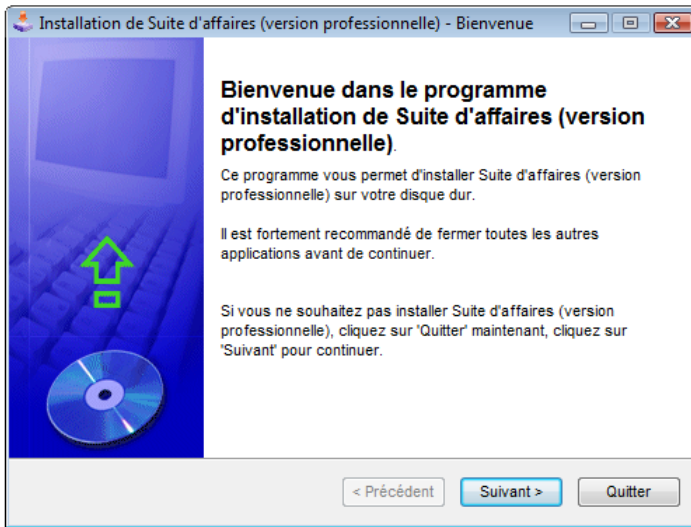 Installation de Suite d'affaires (version professionnelle) - Bienvenue
Bienvenue dans le programme
d'installation de Suite d'affaires (version
professionnelle).
Ce programme vous permet d'installer Suite d'affaires (version
professionnelle) sur votre disque dur.
Il est fortement recommandé de fermer toutes les autres
applications avant de continuer.
Si vous ne souhaitez pas installer Suite d'affaires (version
professionnelle), cliquez sur 'Quitter' maintenant, cliquez sur
'Suivant' pour continuer.
< Précédent
Suivant >
Quitter